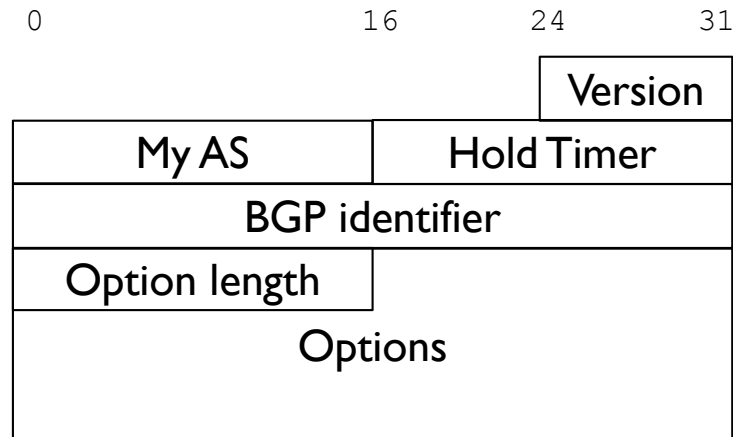 0 16 24 31
Version
My AS Hold Timer
BGP identifier
Option length
Options